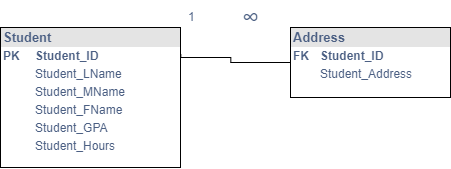 1 ∞
Student
PK Student_ID
Student_LName
Student_MName
Student_FName
Student_GPA
Student_Hours
Address
FK Student_ID
Student_Address